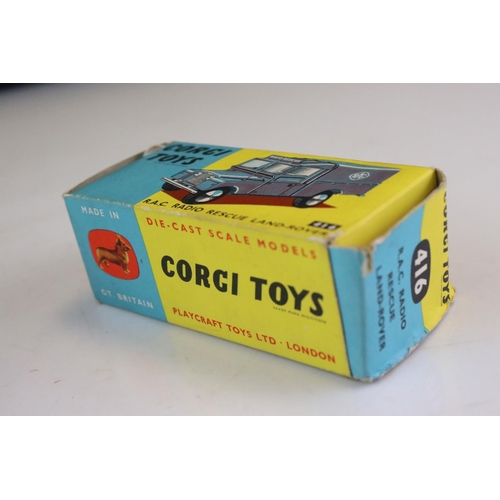 CORGI
TOYS
R.A.C. RADIO RESCUE LAND-ROVER
416
MADE IN
GT. BRITAIN
DIE-CAST SCALE MODELS
CORGI TOYS
PLAYCRAFT TOYS LTD · LONDON
CORGI TOYS
416
R.A.C. RADIO
RESCUE
LAND-ROVER